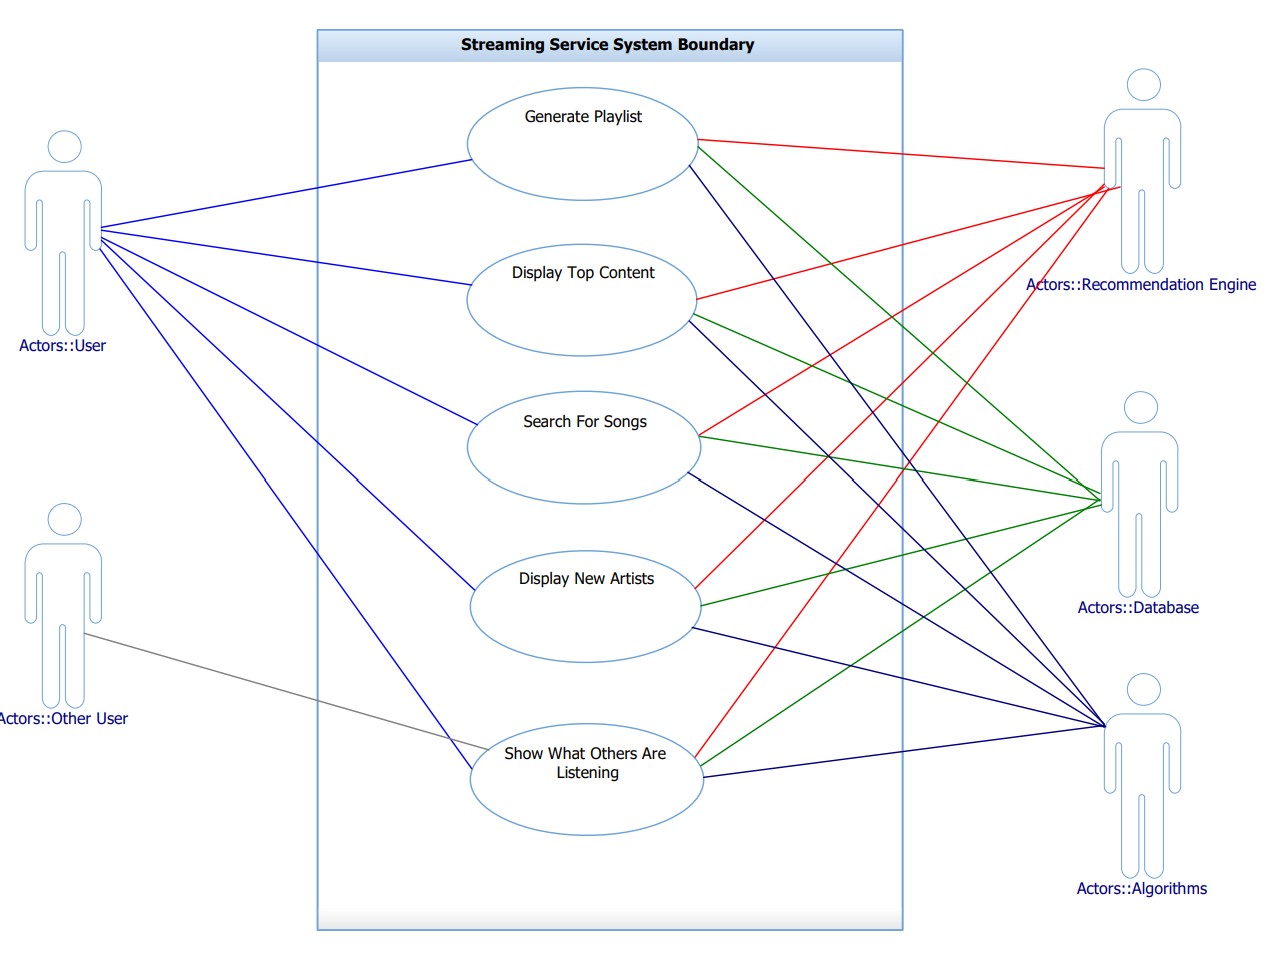 Streaming Service System Boundary
Generate Playlist
Display Top Content
Actors::Recommendation Engine
Actors::User
Search For Songs
Display New Artists
Actors::Database
Actors::Other User
Show What Others Are
Listening
Actors::Algorithms